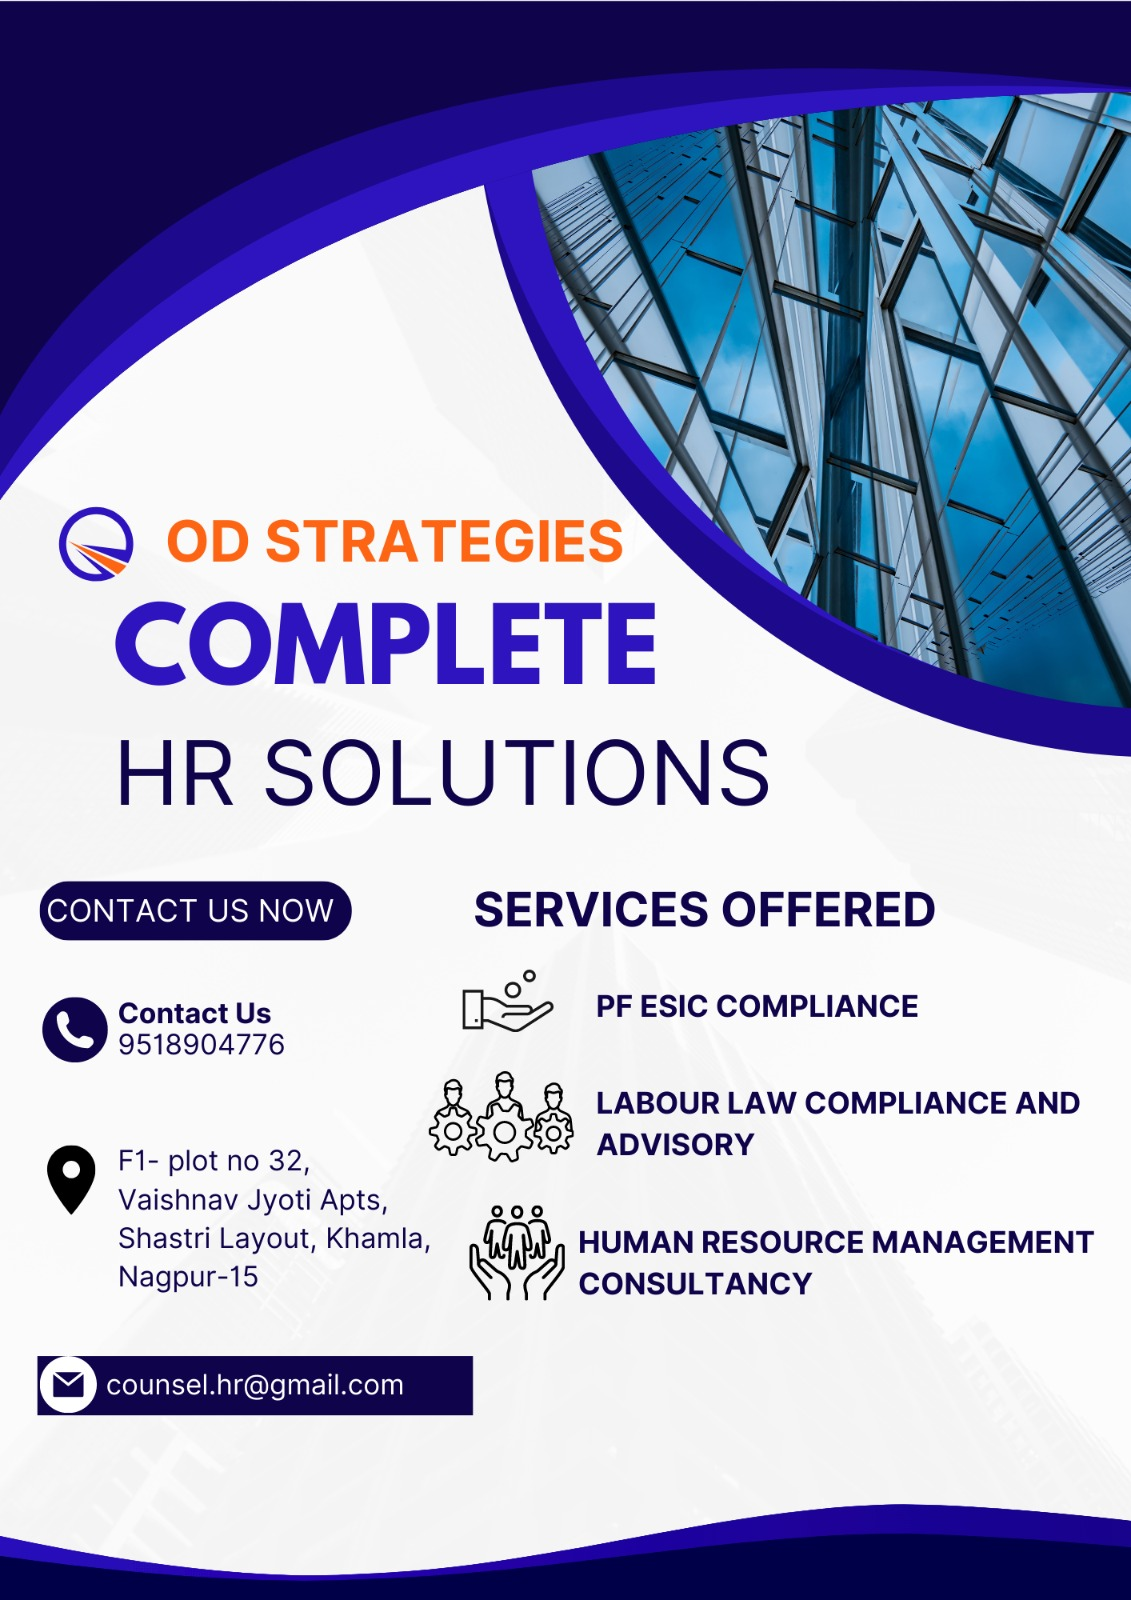 OD STRATEGIES
COMPLETE
HR SOLUTIONS
CONTACT US NOW
Contact Us
9518904776
F1- plot no 32,
Vaishnav Jyoti Apts,
Shastri Layout, Khamla,
Nagpur-15
counsel.hr@gmail.com
SERVICES OFFERED
PF ESIC COMPLIANCE
LABOUR LAW COMPLIANCE AND
ADVISORY
HUMAN RESOURCE MANAGEMENT
CONSULTANCY